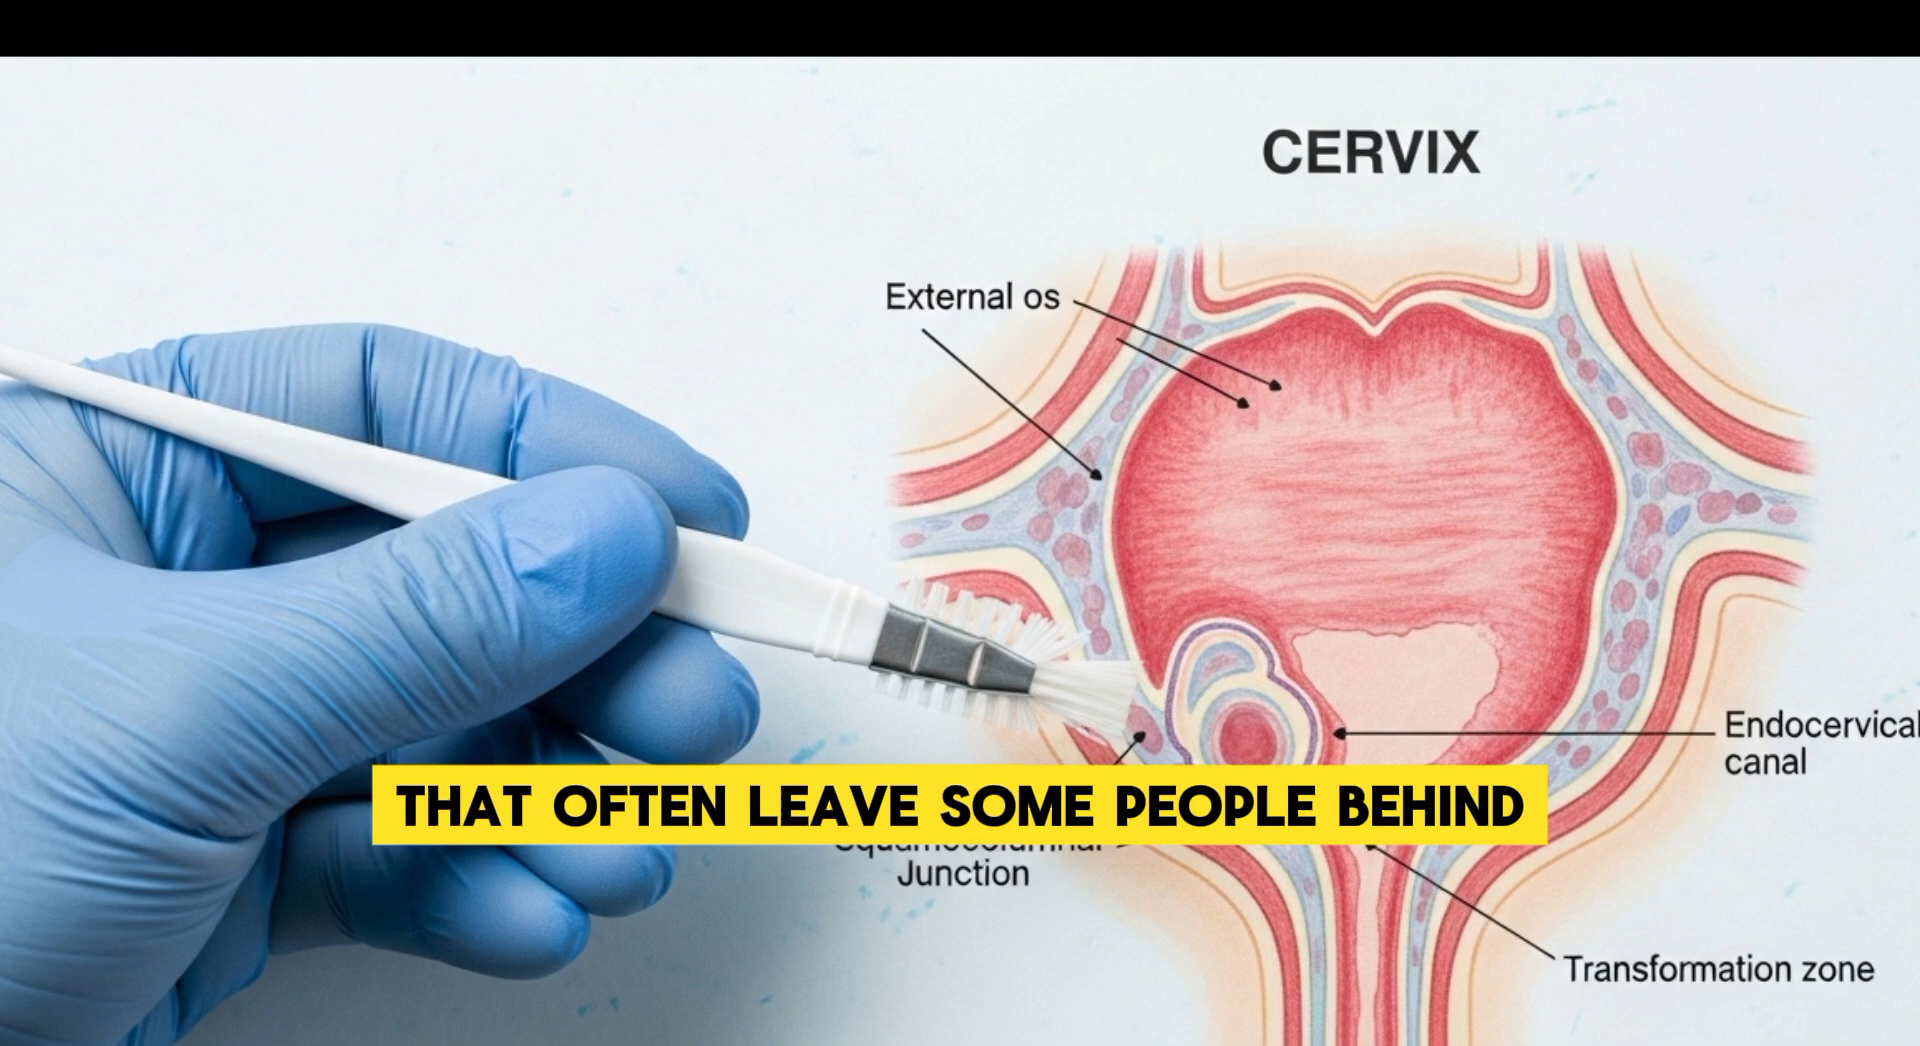 CERVIX
External os
Endocervical
canal
THAT OFTEN LEAVE SOME PEOPLE BEHIND
Junction
Transformation zone